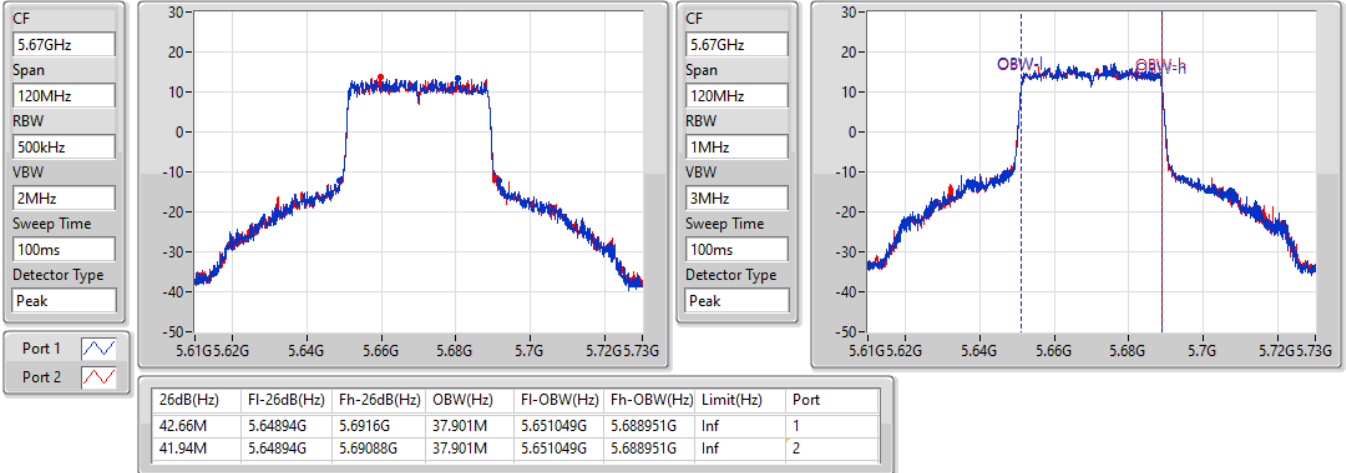 CF
5.67GHz
Span
120MHz
RBW
500kHz
VBW
2MHz
Sweep Time
100ms
Detector Type
Peak
30
20
10
0
-10
-20
-30
-40
-50
5.61G 5.62G 5.64G 5.66G 5.68G 5.7G 5.72G 5.73G
Port 1
Port 2
CF
5.67GHz
Span
120MHz
RBW
1MHz
VBW
3MHz
Sweep Time
100ms
Detector Type
Peak
30
20
10
0
-10
-20
-30
-40
-50
OBW-l OBW-h
5.61G 5.62G 5.64G 5.66G 5.68G 5.7G 5.72G 5.73G
26dB(Hz) Fl-26dB(Hz) Fh-26dB(Hz) OBW(Hz) Fl-OBW(Hz) Fh-OBW(Hz) Limit(Hz) Port
42.66M 5.64894G 5.6916G 37.901M 5.651049G 5.688951G Inf 1
41.94M 5.64894G 5.69088G 37.901M 5.651049G 5.688951G Inf 2